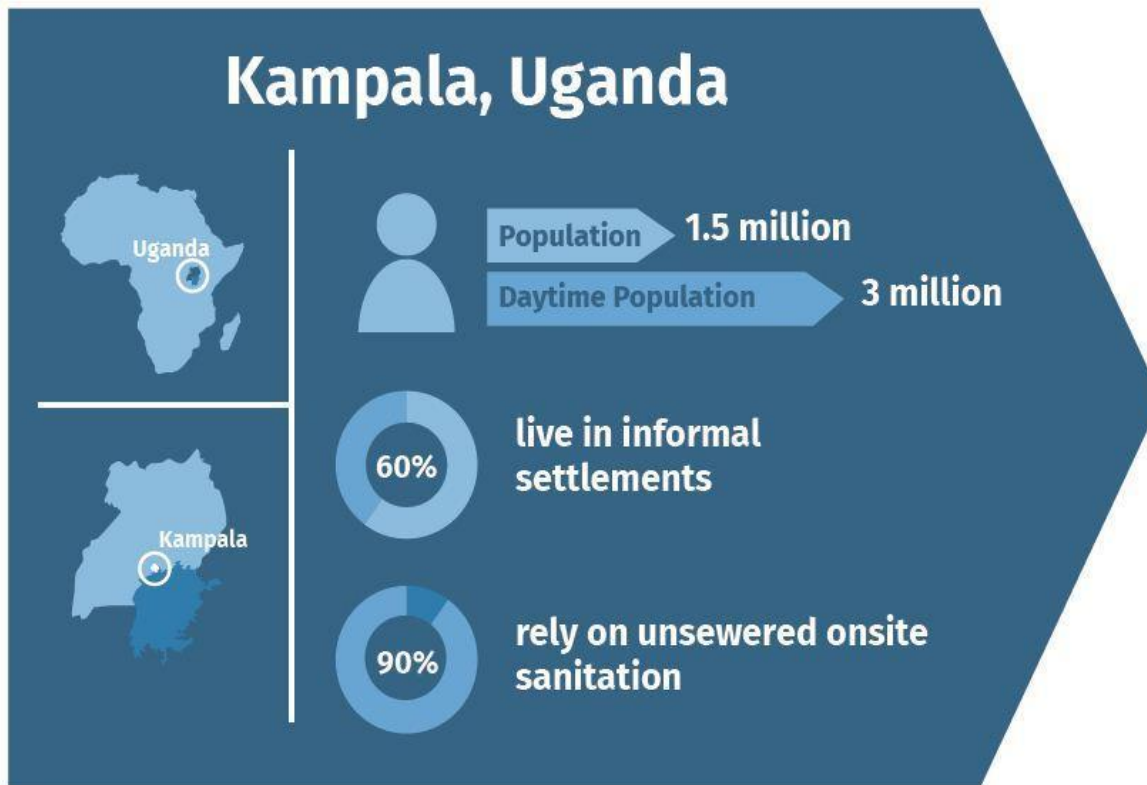 Kampala, Uganda
Uganda
Kampala
Population
1.5 million
Daytime Population
3 million
60%
live in informal
settlements
90%
rely on unsewered onsite
sanitation